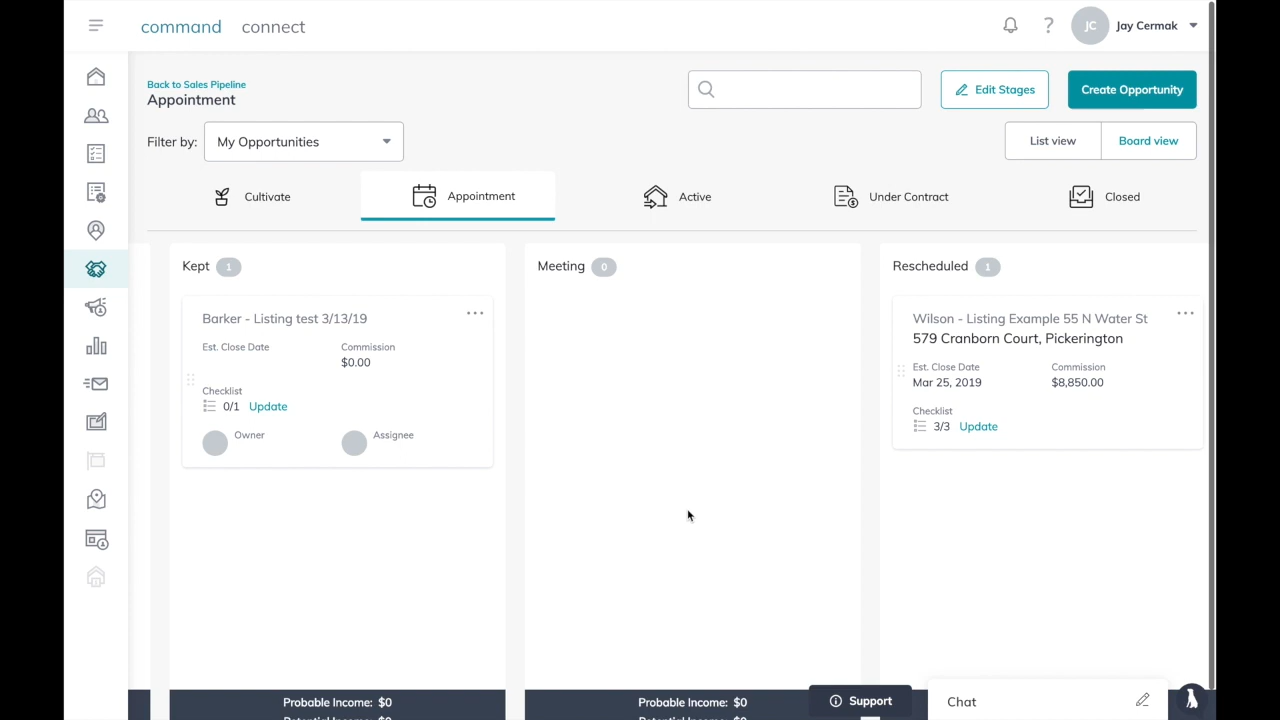 command connect
? JC Jay Cermak
Back to Sales Pipeline
Appointment
Edit Stages
Create Opportunity
Filter by: My Opportunities
List view Board view
Cultivate Appointment Active Under Contract Closed
Kept 1
Barker - Listing test 3/13/19
Est. Close Date Commission
$0.00
Checklist
0/1 Update
Owner Assignee
Probable Income: $0
Meeting 0
Probable Income: $0
Rescheduled 1
Wilson - Listing Example 55 N Water St
579 Cranborn Court, Pickerington
Est. Close Date Commission
Mar 25, 2019 $8,850.00
Checklist
3/3 Update
Support
Chat